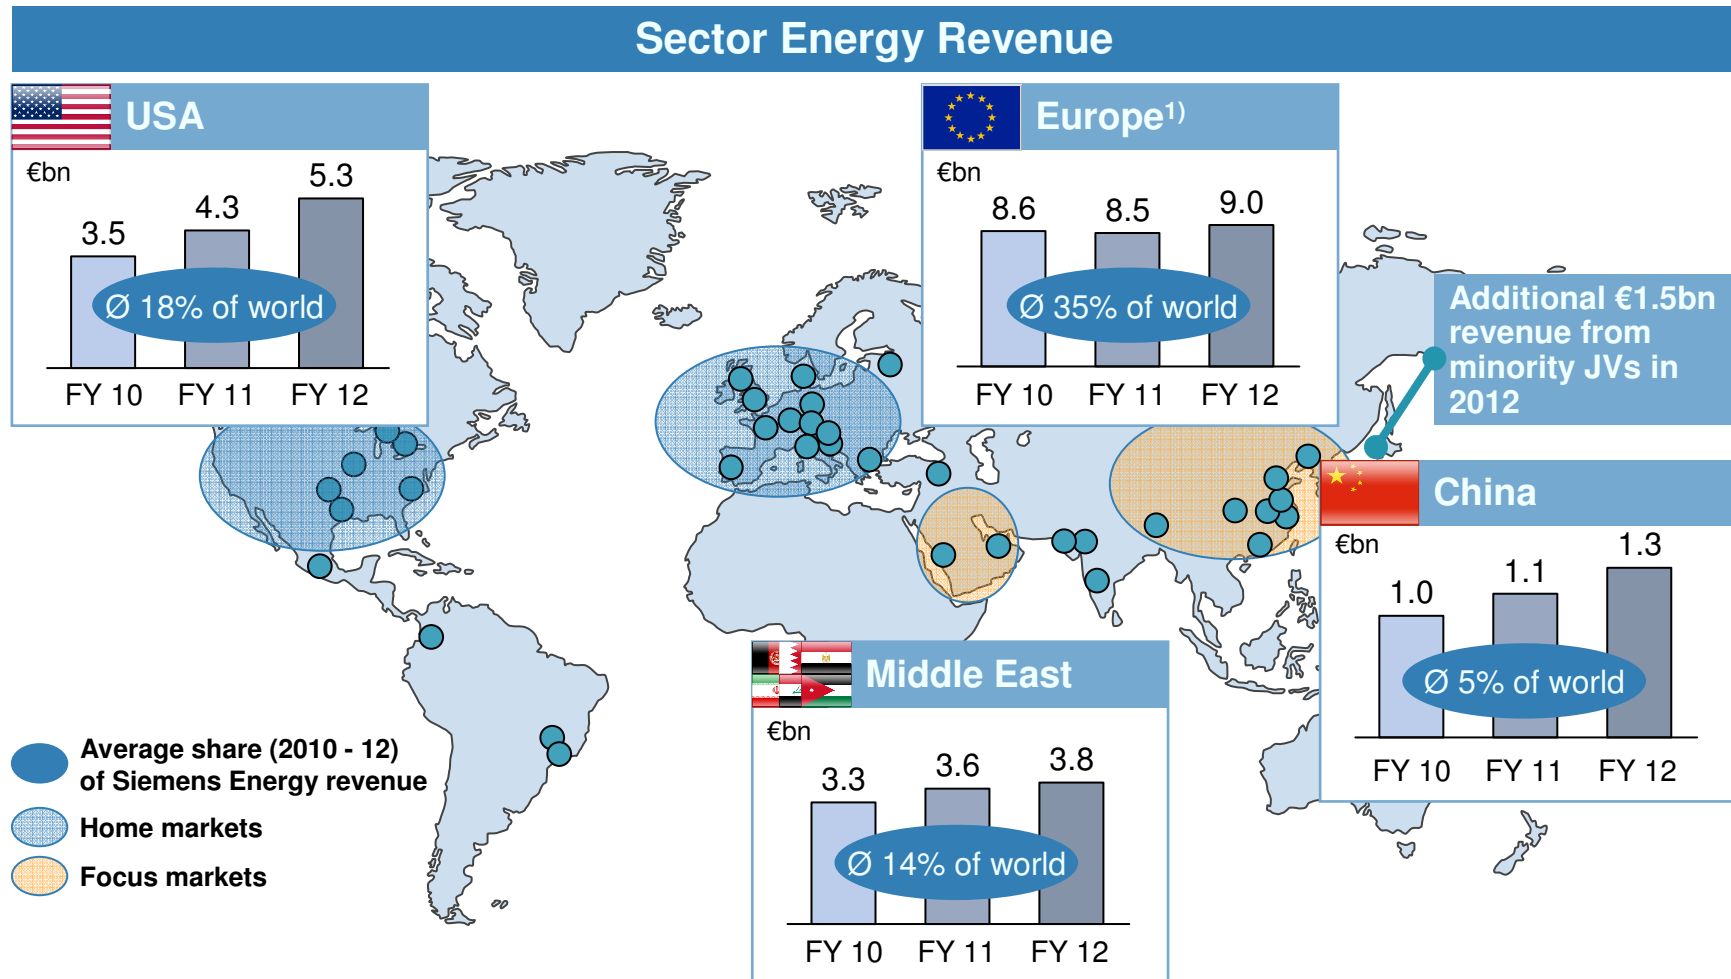 Sector Energy Revenue
USA
€bn
3.5
4.3
5.3
Ø 18% of world
FY 10
FY 11
FY 12
Europe1)
€bn
8.6
8.5
9.0
Ø 35% of world
FY 10
FY 11
FY 12
Additional €1.5bn
revenue from
minority JVs in
2012
China
€bn
1.0
1.1
1.3
Ø 5% of world
FY 10
FY 11
FY 12
Middle East
€bn
3.3
3.6
3.8
Ø 14% of world
FY 10
FY 11
FY 12
Average share (2010 - 12)
of Siemens Energy revenue
Home markets
Focus markets